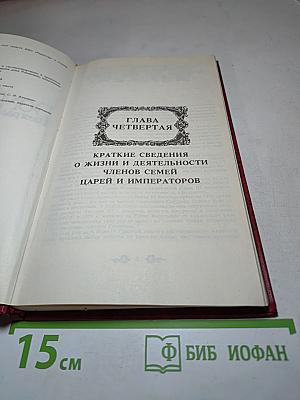 ГЛАВА
ЧЕТВЕРТАЯ
КРАТКИЕ СВЕДЕНИЯ
О ЖИЗНИ И ДЕЯТЕЛЬНОСТИ
ЧЛЕНОВ СЕМЕЙ
ЦАРЕЙ И ИМПЕРАТОРОВ
15 см
Ф БИБ ИОФАН